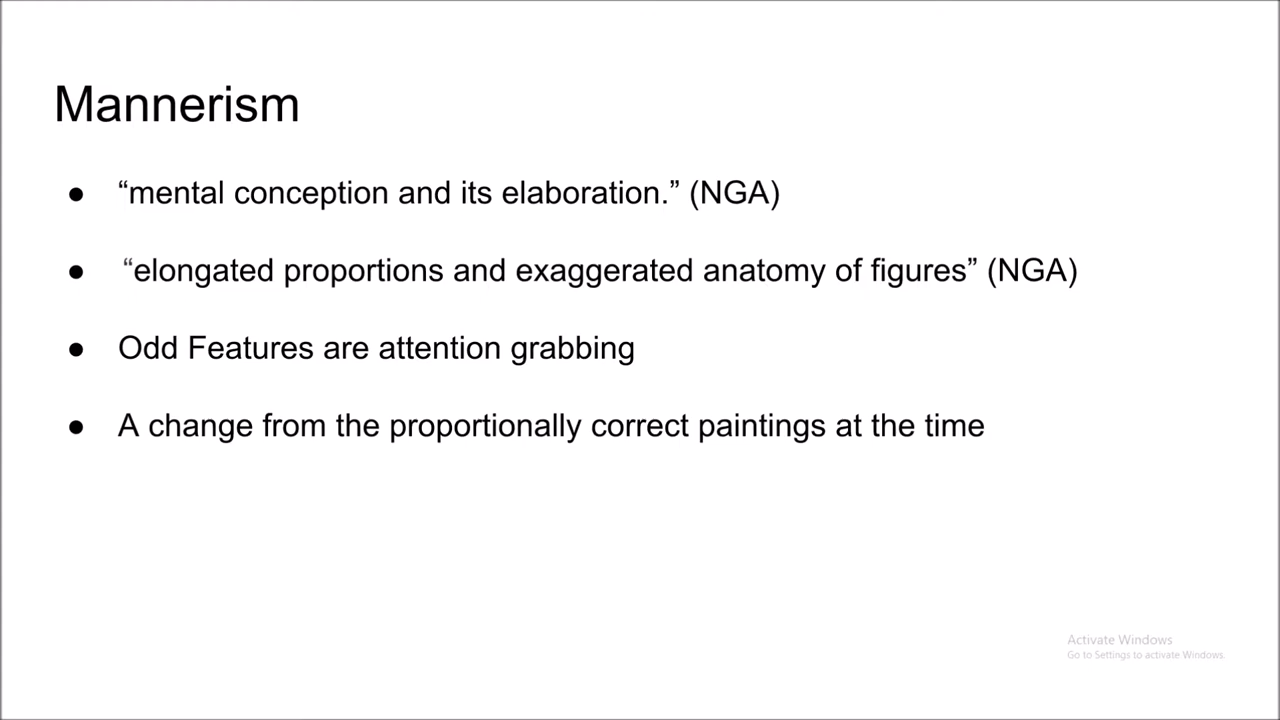 Mannerism
● “mental conception and its elaboration.” (NGA)
● “elongated proportions and exaggerated anatomy of figures” (NGA)
● Odd Features are attention grabbing
● A change from the proportionally correct paintings at the time
Activate Windows
Go to Settings to activate Windows.